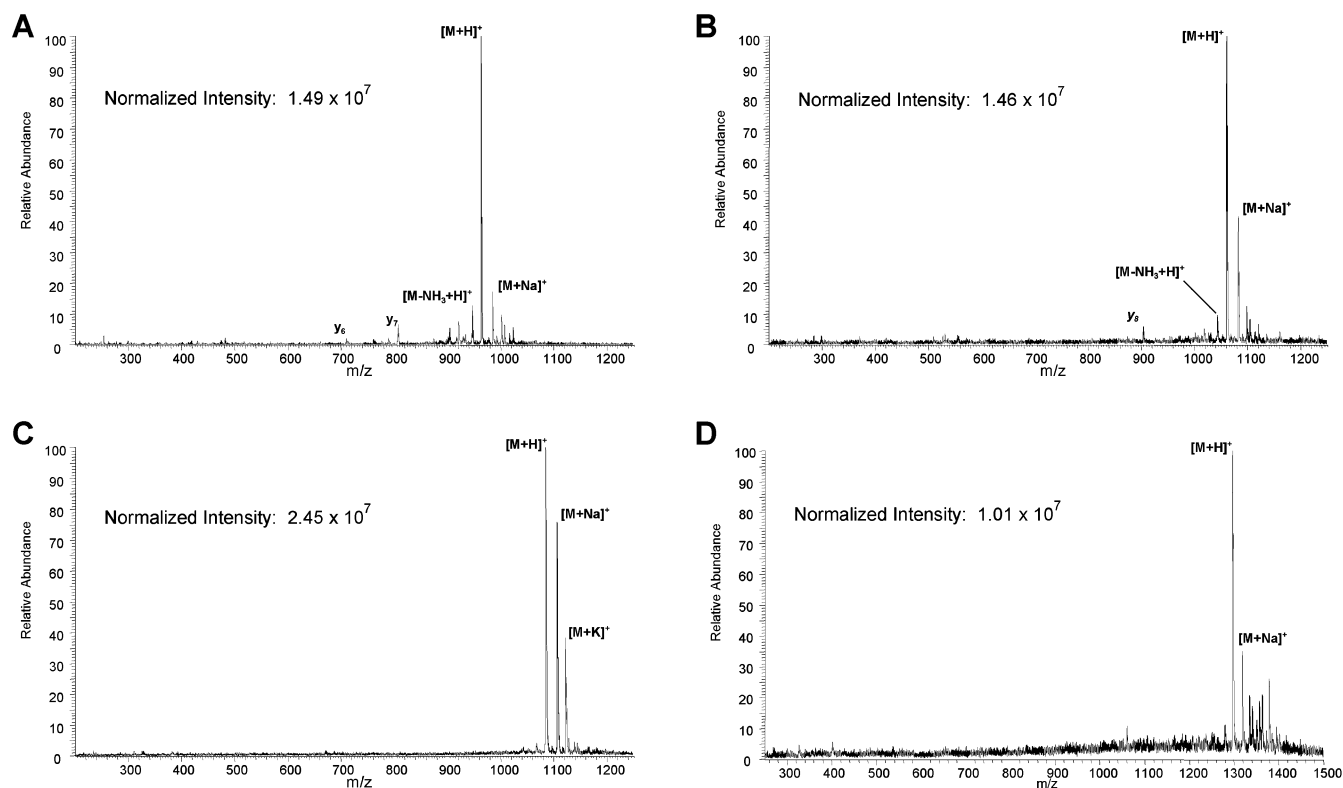 A
[M+H]+
100
90
80
70
60
50
40
30
20
10
0
Relative Abundance
Normalized Intensity: 1.49 x 10^7
[M-NH3+H]+
[M+Na]+
y6
y7
200 300 400 500 600 700 800 900 1000 1100 1200
m/z
B
[M+H]+
100
90
80
70
60
50
40
30
20
10
0
Relative Abundance
Normalized Intensity: 1.46 x 10^7
[M+Na]+
[M-NH3+H]+
y8
300 400 500 600 700 800 900 1000 1100 1200
m/z
C
[M+H]+
100
90
80
70
60
50
40
30
20
10
0
Relative Abundance
Normalized Intensity: 2.45 x 10^7
[M+Na]+
[M+K]+
300 400 500 600 700 800 900 1000 1100 1200
m/z
D
[M+H]+
100
90
80
70
60
50
40
30
20
10
0
Relative Abundance
Normalized Intensity: 1.01 x 10^7
[M+Na]+
300 400 500 600 700 800 900 1000 1100 1200 1300 1400 1500
m/z